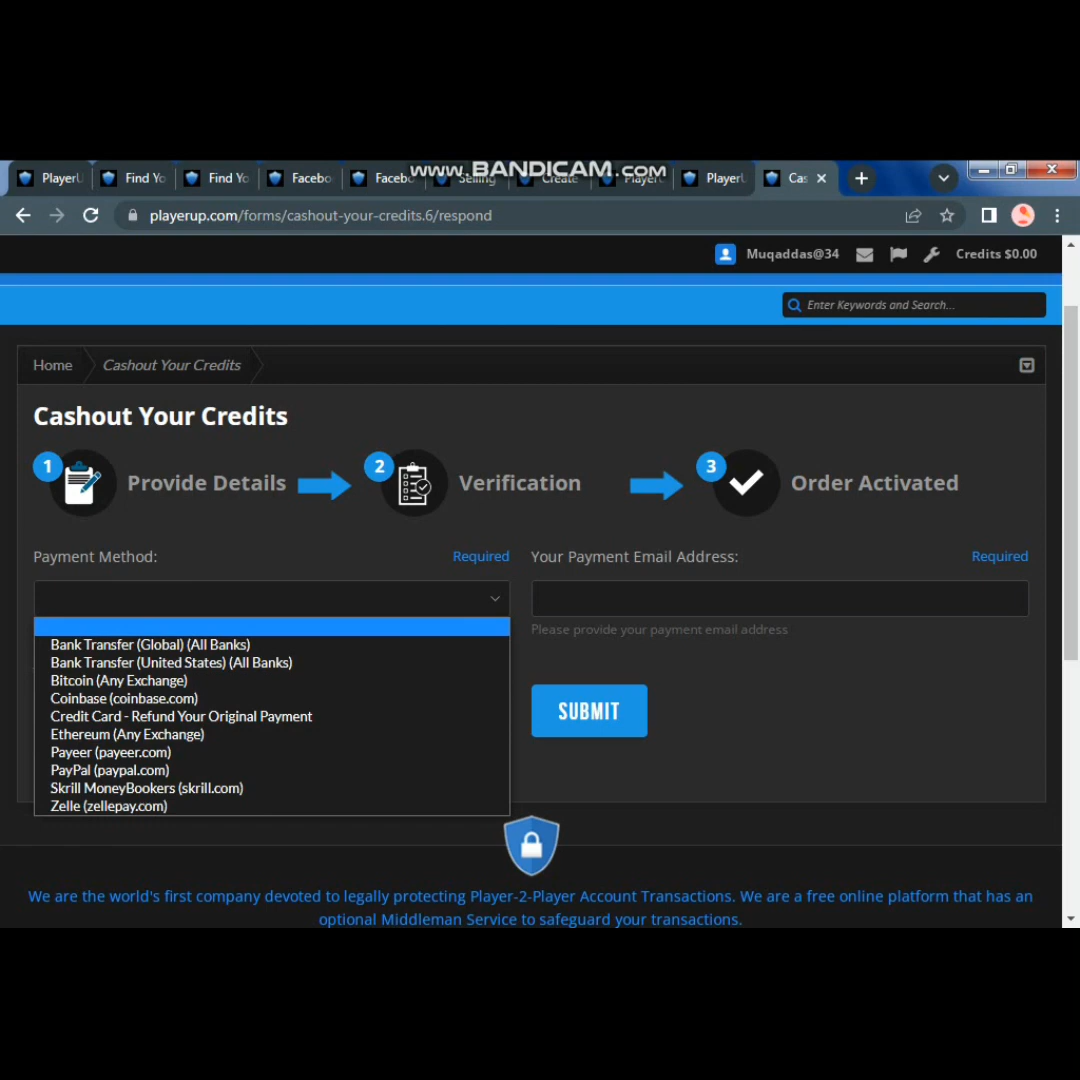 www.BANDICAM.com
PlayerU
Find Yo
Find Yo
Facebo
Facebo
Selling
Create
PlayerU
PlayerU
Cas
playerup.com/forms/cashout-your-credits.6/respond
Muqaddas@34
Credits $0.00
Enter Keywords and Search...
Home
Cashout Your Credits
Cashout Your Credits
1 Provide Details
2 Verification
3 Order Activated
Payment Method:
Required
Your Payment Email Address:
Required
Please provide your payment email address
Bank Transfer (Global) (All Banks)
Bank Transfer (United States) (All Banks)
Bitcoin (Any Exchange)
Coinbase (coinbase.com)
Credit Card - Refund Your Original Payment
Ethereum (Any Exchange)
Payeer (payeer.com)
PayPal (paypal.com)
Skrill MoneyBookers (skrill.com)
Zelle (zellepay.com)
SUBMIT
We are the world's first company devoted to legally protecting Player-2-Player Account Transactions. We are a free online platform that has an
optional Middleman Service to safeguard your transactions.